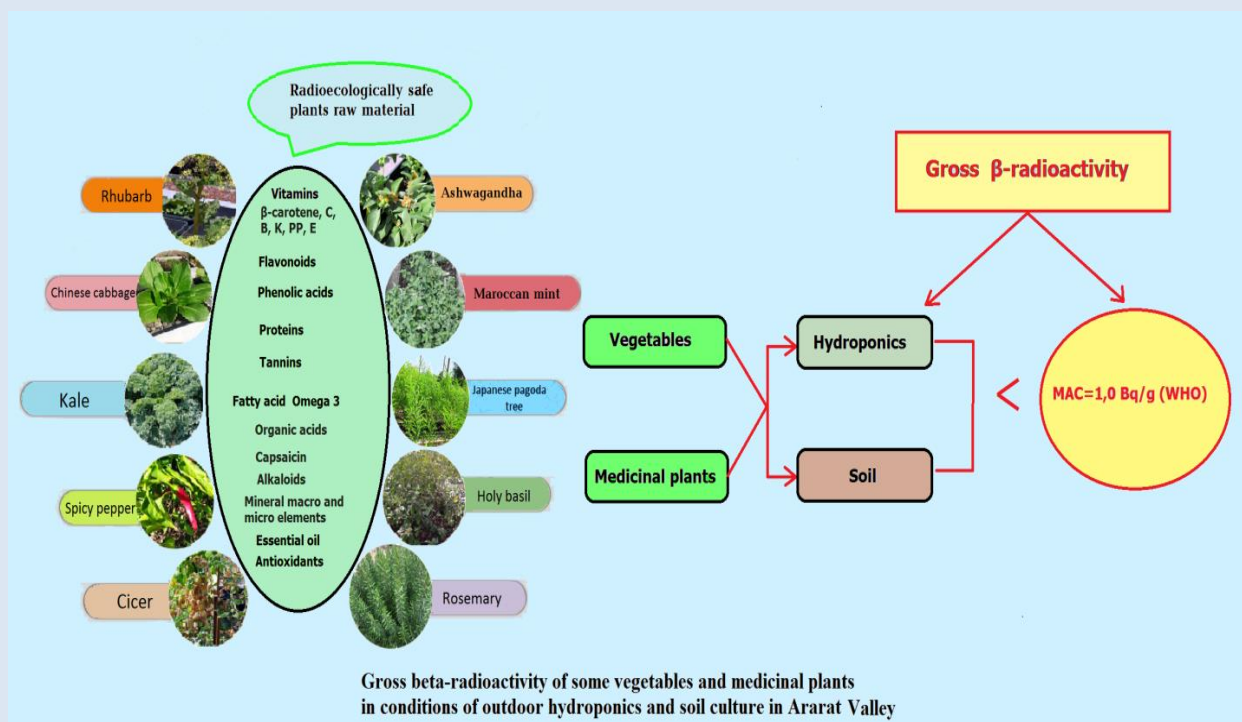 Radioecologically safe
plants raw material
Rhubarb
Chinese cabbage
Kale
Spicy pepper
Cicer
Vitamins
β-carotene, C,
B, K, PP, E
Flavonoids
Phenolic acids
Proteins
Tannins
Fatty acid Omega 3
Organic acids
Capsaicin
Alkaloids
Mineral macro and
micro elements
Essential oil
Antioxidants
Ashwagandha
Maroccan mint
Japanese pagoda
tree
Holy basil
Rosemary
Vegetables
Medicinal plants
Hydroponics
Soil
<
Gross β-radioactivity
MAC=1,0 Bq/g (WHO)
Gross beta-radioactivity of some vegetables and medicinal plants
in conditions of outdoor hydroponics and soil culture in Ararat Valley